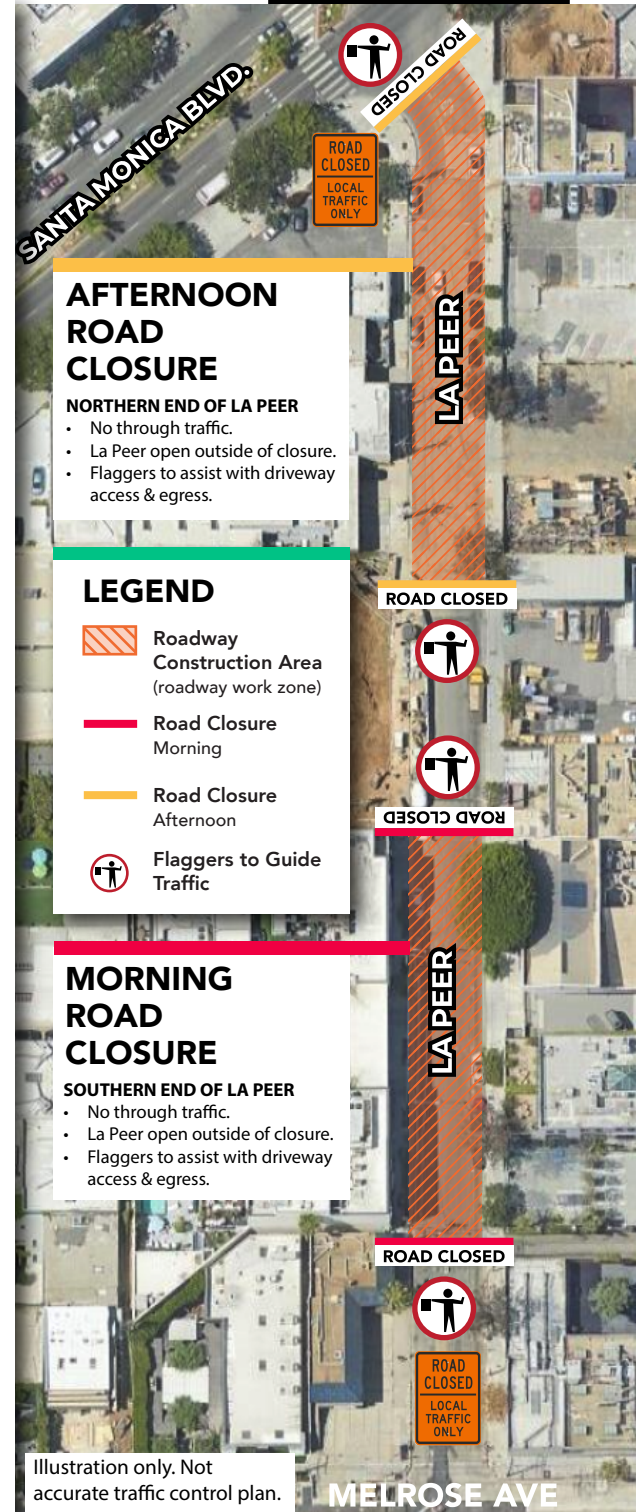 ROAD CLOSED
SANTA MONICA BLVD.
ROAD
CLOSED
LOCAL
TRAFFIC
ONLY
AFTERNOON
ROAD
CLOSURE
NORTHERN END OF LA PEER
• No through traffic.
• La Peer open outside of closure.
• Flaggers to assist with driveway
access & egress.
LA PEER
LEGEND
Roadway
Construction Area
(roadway work zone)
Road Closure
Morning
Road Closure
Afternoon
Flaggers to Guide
Traffic
ROAD CLOSED
ROAD CLOSED
MORNING
ROAD
CLOSURE
SOUTHERN END OF LA PEER
• No through traffic.
• La Peer open outside of closure.
• Flaggers to assist with driveway
access & egress.
LA PEER
ROAD CLOSED
ROAD
CLOSED
LOCAL
TRAFFIC
ONLY
Illustration only. Not
accurate traffic control plan.
MELROSE AVE